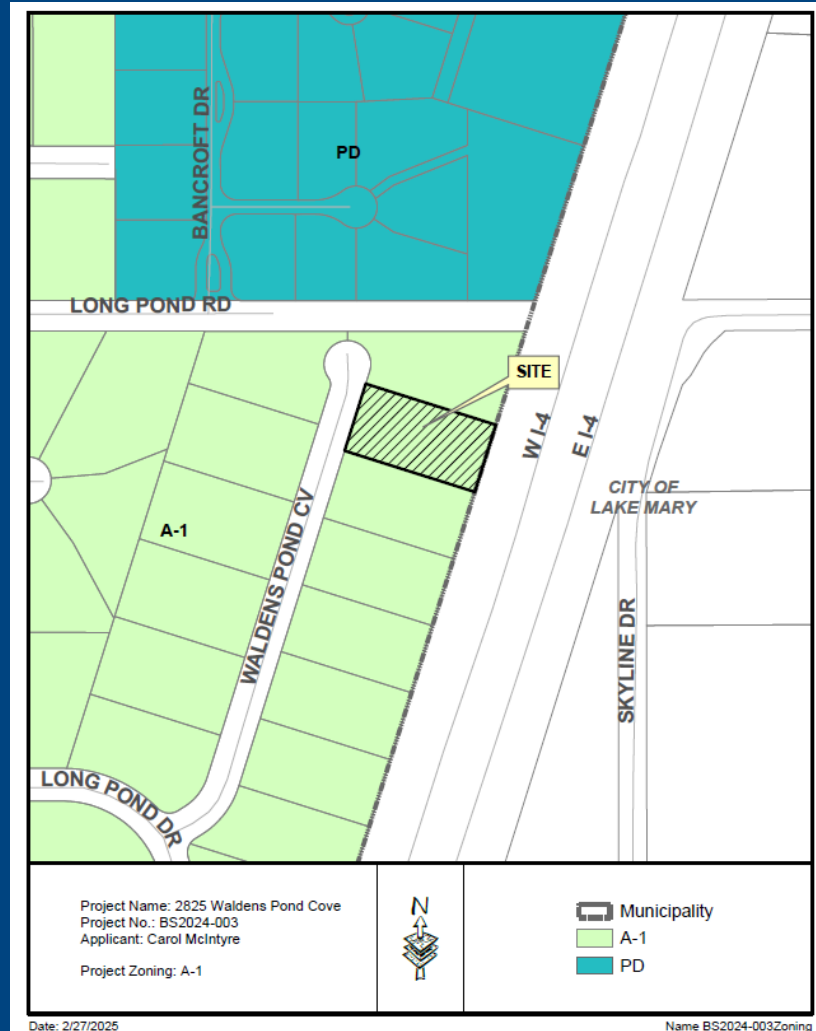 BANCROFT DR
PD
LONG POND RD
SITE
W I-4
E I-4
CITY OF
LAKE MARY
A-1
WALDENS POND CV
SKYLINE DR
LONG POND DR
Project Name: 2825 Waldens Pond Cove
Project No.: BS2024-003
Applicant: Carol McIntyre
Project Zoning: A-1
N
Municipality
A-1
PD
Date: 2/27/2025
Name BS2024-003Zoning